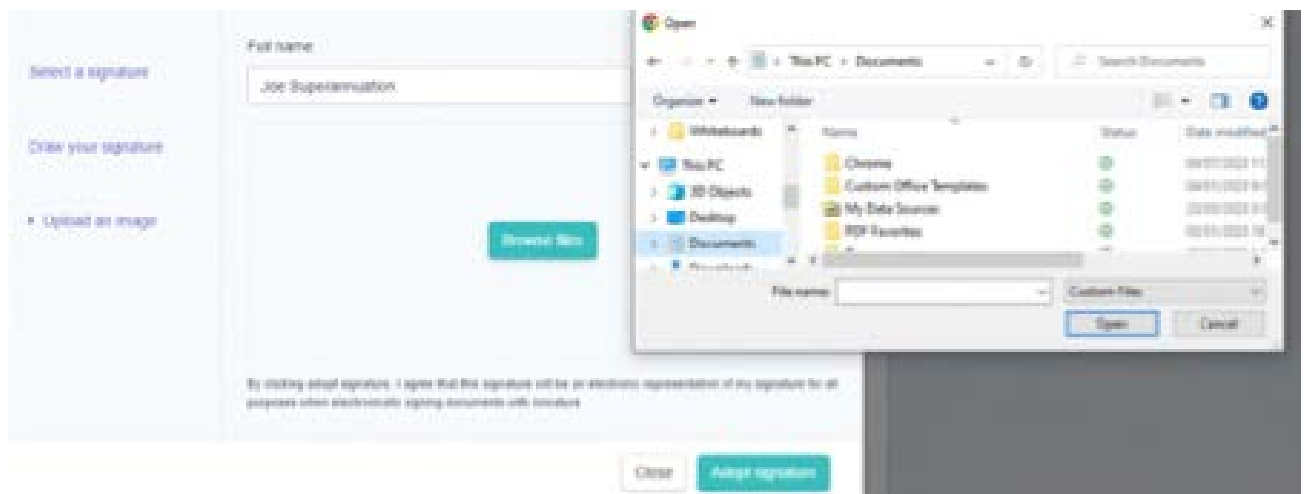 Full name
Select a signature
Joe Superannuation
Draw your signature
Upload an image
Browse files
By clicking adopt signature, I agree that this signature will be an electronic representation of my signature for all
purposes when electronically signing documents with
Close
Adopt signature
Open
This PC › Documents
Search Documents
Organize
New folder
Whiteboards
This PC
3D Objects
Desktop
Documents
Downloads
Name
Status
Date modified
Chrome
Custom Office Templates
My Data Sources
PDF Favorites
File name:
Custom Files
Open
Cancel